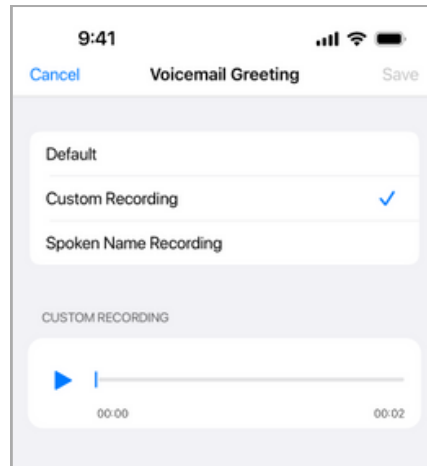 9:41
Cancel Voicemail Greeting Save
Default
Custom Recording
Spoken Name Recording
CUSTOM RECORDING
00:00 00:02